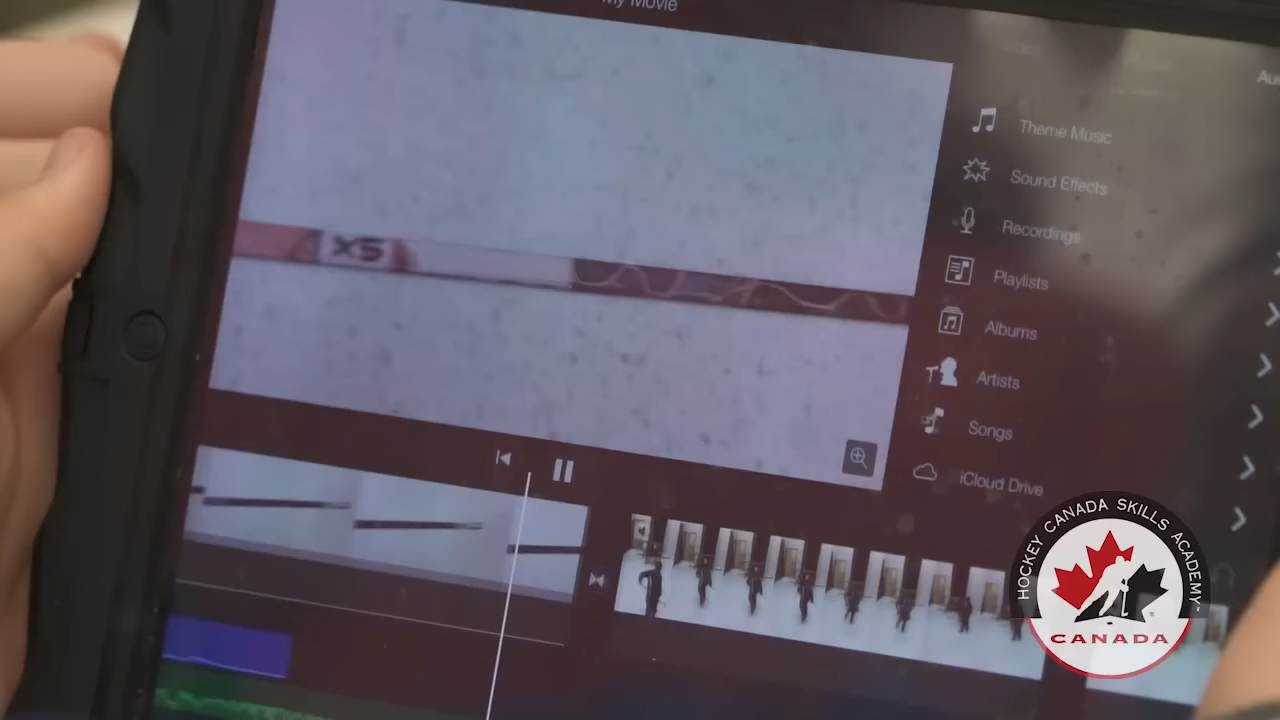 My Movie
Theme Music
Sound Effects
Recordings
Playlists
Albums
Artists
Songs
iCloud Drive
X5
HOCKEY CANADA SKILLS ACADEMY
CANADA